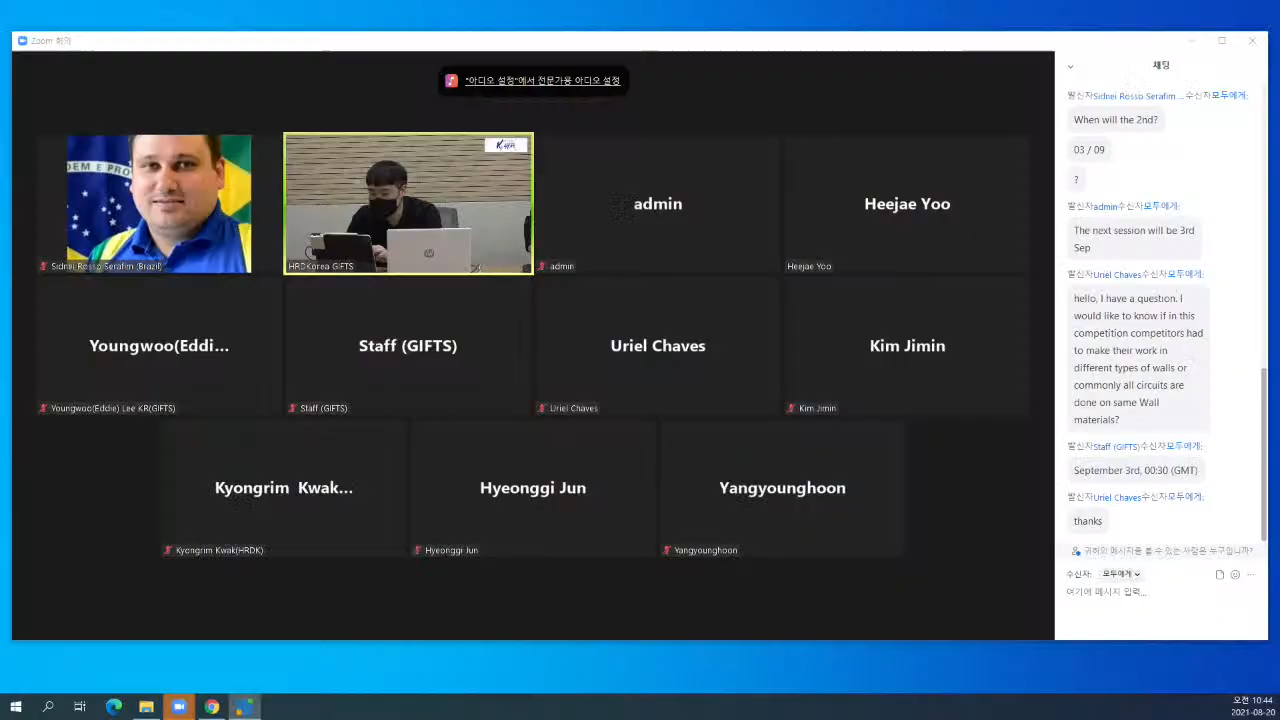 Zoom 회의
"아디오 설정"에서 전문가용 아디오 설정
DEM E PRO
Sidnei Rosso Serafim (Brazil)
HRDKorea GIFTS
admin
admin
Heejae Yoo
Heejae Yoo
Youngwoo(Eddi...
Youngwoo(Eddie) Lee KR(GIFTS)
Staff (GIFTS)
Staff (GIFTS)
Uriel Chaves
Uriel Chaves
Kim Jimin
Kim Jimin
Kyongrim Kwak...
Kyongrim Kwak(HRDK)
Hyeonggi Jun
Hyeonggi Jun
Yangyounghoon
Yangyounghoon
채팅
발신자Sidnei Rosso Serafim ... 수신자모두에게:
When will the 2nd?
03 / 09
?
발신자admin수신자모두에게:
The next session will be 3rd
Sep
발신자Uriel Chaves수신자모두에게:
hello, I have a question. I
would like to know if in this
competition competitors had
to make their work in
different types of walls or
commonly all circuits are
done on same Wall
materials?
발신자Staff (GIFTS)수신자모두에게:
September 3rd, 00:30 (GMT)
발신자Uriel Chaves수신자모두에게:
thanks
귀하의 메시지을 볼 수 있는 사람은 누구입니까?
수신자: 모두에게
여기에 메시지 입력...
오전 10:44
2021-08-20